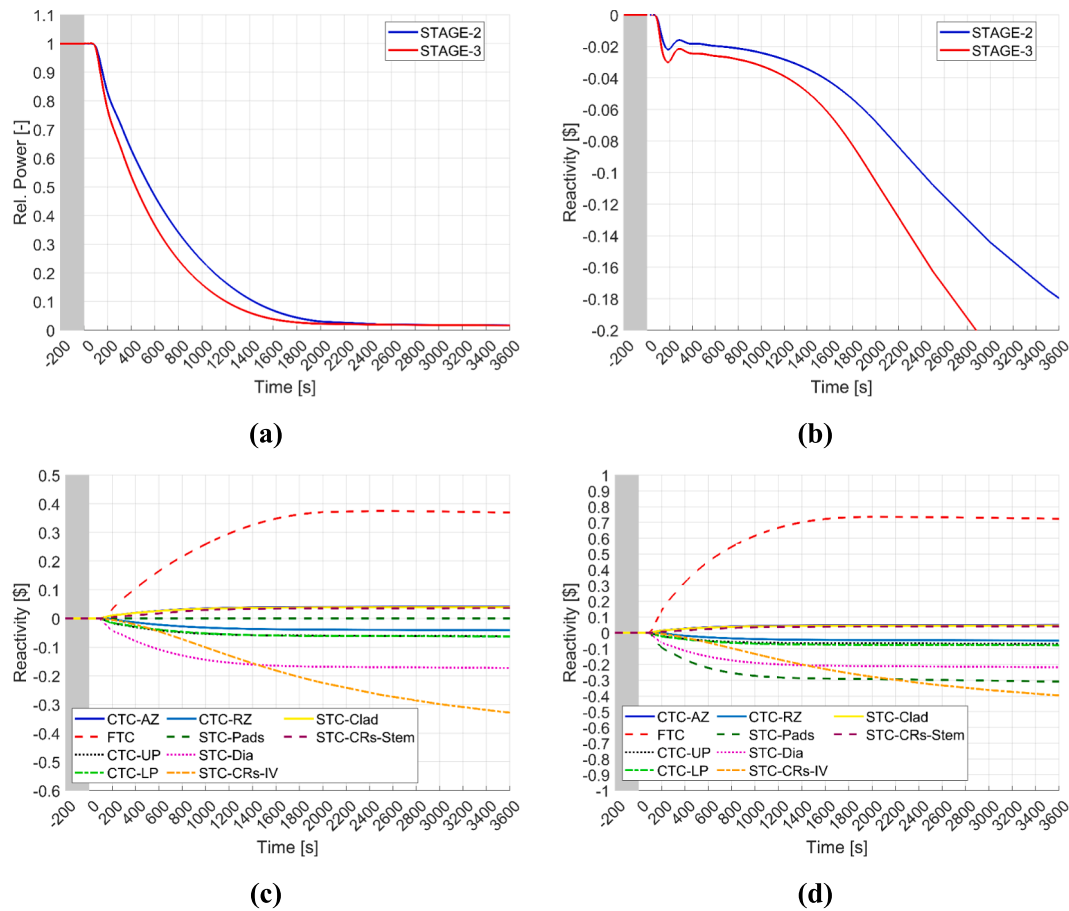 1.1
1
0.9
0.8
0.7
0.6
0.5
0.4
0.3
0.2
0.1
0
Rel. Power [-]
STAGE-2
STAGE-3
-200 0 200 400 600 800 1000 1200 1400 1600 1800 2000 2200 2400 2600 2800 3000 3200 3400 3600
Time [s]
(a)
0
-0.02
-0.04
-0.06
-0.08
-0.1
-0.12
-0.14
-0.16
-0.18
-0.2
Reactivity [$]
STAGE-2
STAGE-3
-200 0 200 400 600 800 1000 1200 1400 1600 1800 2000 2200 2400 2600 2800 3000 3200 3400 3600
Time [s]
(b)
0.5
0.4
0.3
0.2
0.1
0
-0.1
-0.2
-0.3
-0.4
-0.5
-0.6
Reactivity [$]
CTC-AZ CTC-RZ STC-Clad
FTC STC-Pads STC-CRs-Stem
CTC-UP STC-Dia
CTC-LP STC-CRs-IV
-200 0 200 400 600 800 1000 1200 1400 1600 1800 2000 2200 2400 2600 2800 3000 3200 3400 3600
Time [s]
(c)
1
0.9
0.8
0.7
0.6
0.5
0.4
0.3
0.2
0.1
0
-0.1
-0.2
-0.3
-0.4
-0.5
-0.6
-0.7
-0.8
-0.9
-1
Reactivity [$]
CTC-AZ CTC-RZ STC-Clad
FTC STC-Pads STC-CRs-Stem
CTC-UP STC-Dia
CTC-LP STC-CRs-IV
-200 0 200 400 600 800 1000 1200 1400 1600 1800 2000 2200 2400 2600 2800 3000 3200 3400 3600
Time [s]
(d)